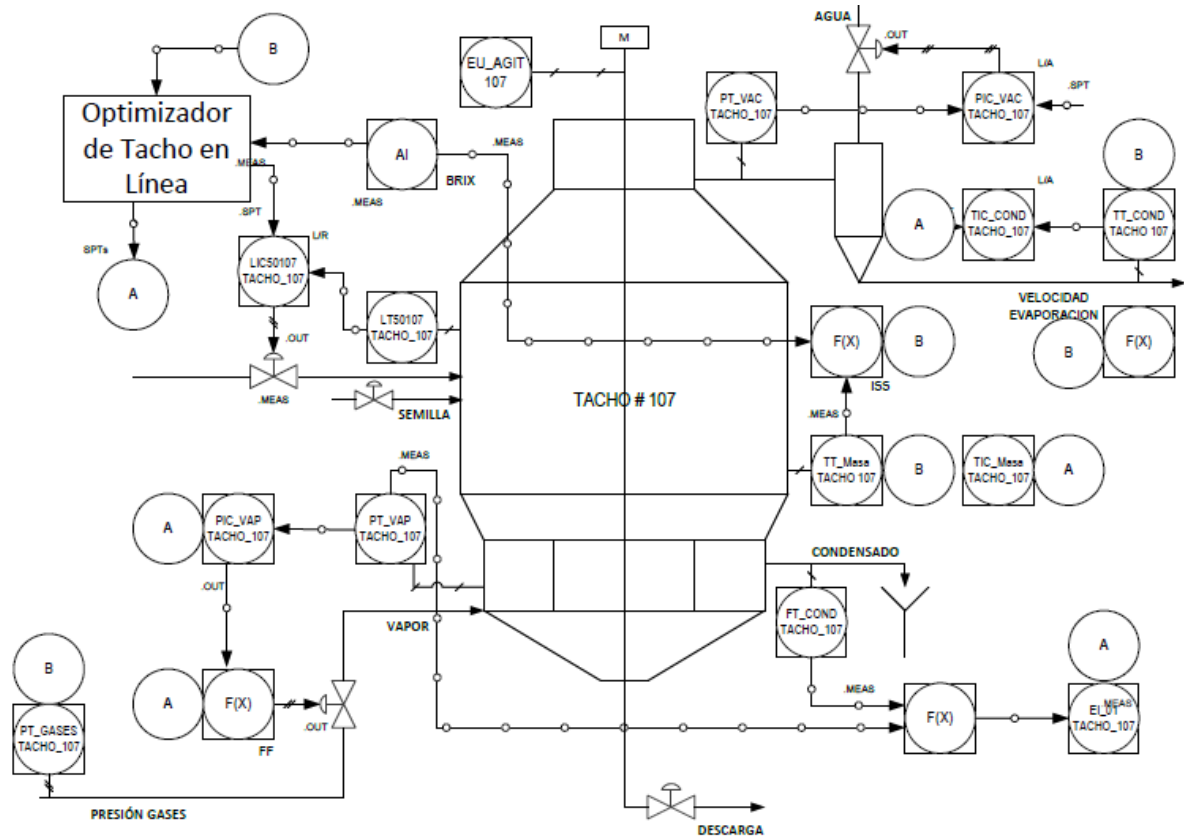 AGUA
M
.OUT
B
EU_AGIT
107
L/A
PT_VAC
TACHO_107
PIC_VAC
TACHO_107
.SPT
Optimizador
de Tacho en
Línea
.MEAS
AI
.MEAS
BRIX
.MEAS
B
.SPT
L/R
L/A
SPTs
A
A
TIC_COND
TACHO_107
TT_COND
TACHO 107
LIC50107
TACHO_107
LT50107
TACHO_107
VELOCIDAD
EVAPORACION
.OUT
F(X)
B
B
F(X)
ISS
.MEAS
SEMILLA
TACHO # 107
.MEAS
.MEAS
TT_Masa
TACHO 107
B
TIC_Masa
TACHO_107
A
A
PIC_VAP
TACHO_107
PT_VAP
TACHO_107
CONDENSADO
.OUT
VAPOR
FT_COND
TACHO_107
B
A
A
F(X)
.MEAS
.OUT
FF
F(X)
MEAS
EI_01
TACHO_107
PT_GASES
TACHO_107
PRESIÓN GASES
DESCARGA